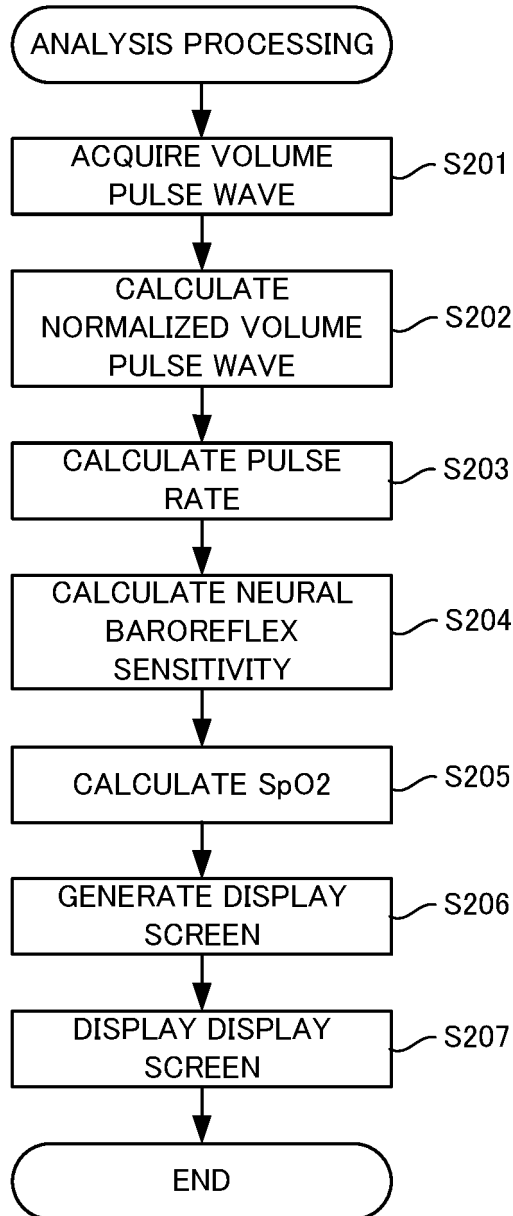 ANALYSIS PROCESSING
ACQUIRE VOLUME
PULSE WAVE
S201
CALCULATE
NORMALIZED VOLUME
PULSE WAVE
S202
CALCULATE PULSE
RATE
S203
CALCULATE NEURAL
BAROREFLEX
SENSITIVITY
S204
CALCULATE SpO2
S205
GENERATE DISPLAY
SCREEN
S206
DISPLAY DISPLAY
SCREEN
S207
END